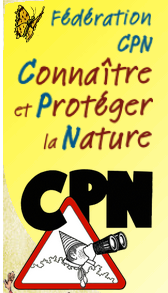 Fédération
CPN
Connaître
et Protéger
la Nature
CPN